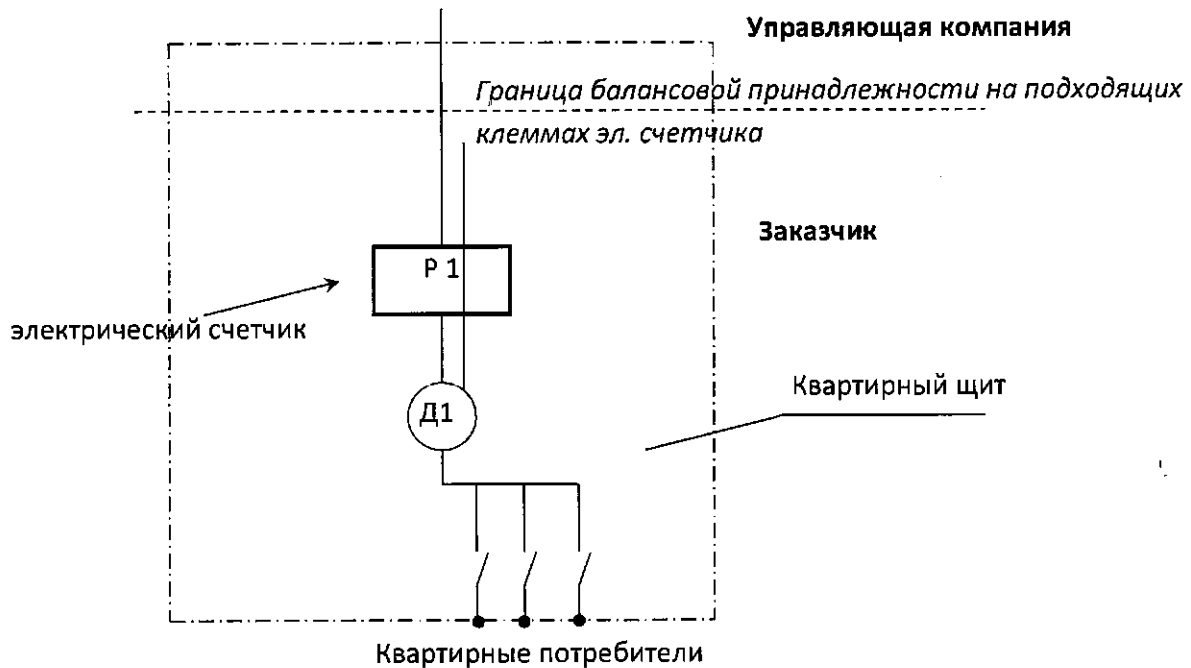 Управляющая компания
Граница балансовой принадлежности на подходящих
клеммах эл. счетчика
Заказчик
Р 1
электрический счетчик
Квартирный щит
Д1
Квартирные потребители